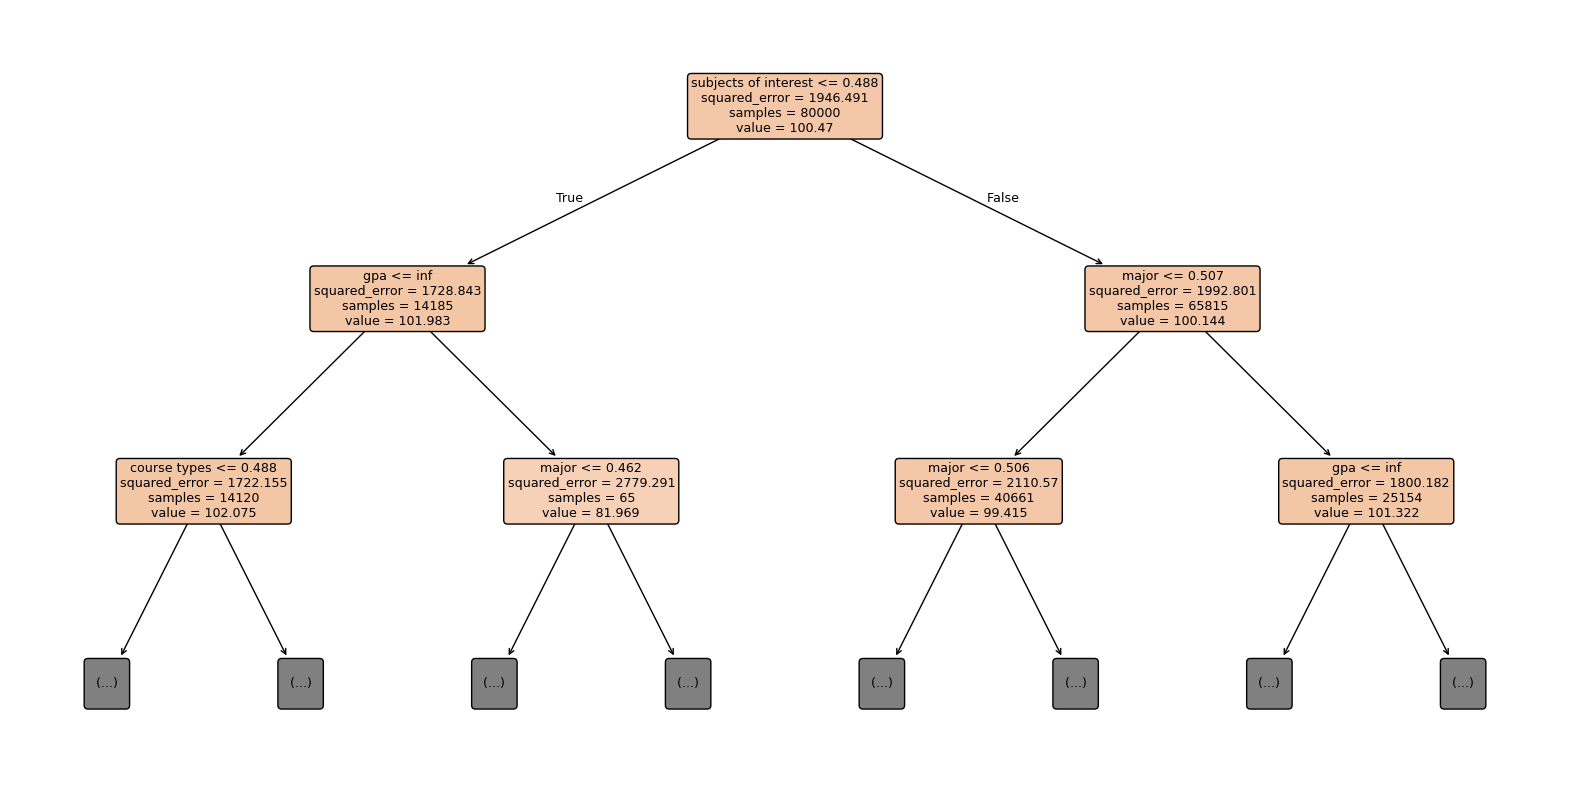 subjects of interest <= 0.488
squared_error = 1946.491
samples = 80000
value = 100.47
True
False
gpa <= inf
squared_error = 1728.843
samples = 14185
value = 101.983
major <= 0.507
squared_error = 1992.801
samples = 65815
value = 100.144
course types <= 0.488
squared_error = 1722.155
samples = 14120
value = 102.075
major <= 0.462
squared_error = 2779.291
samples = 65
value = 81.969
major <= 0.506
squared_error = 2110.57
samples = 40661
value = 99.415
gpa <= inf
squared_error = 1800.182
samples = 25154
value = 101.322
(...)
(...)
(...)
(...)
(...)
(...)
(...)
(...)